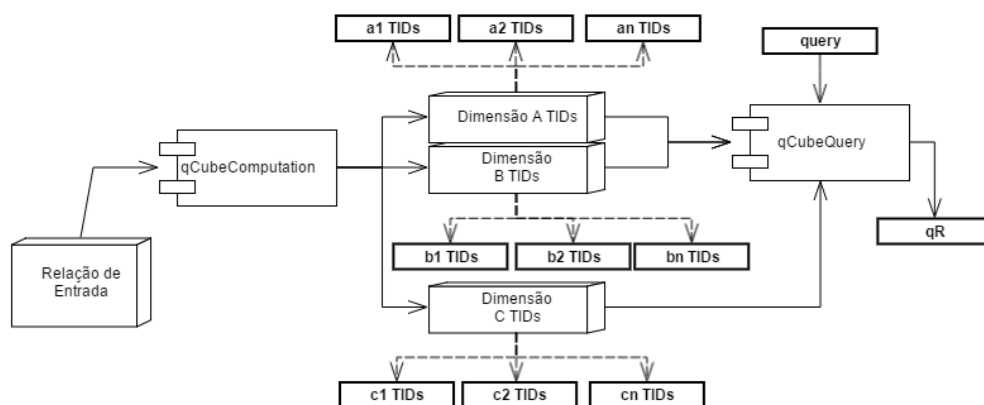 a1 TIDs
a2 TIDs
an TIDs
query
Dimensão A TIDs
qCubeComputation
Dimensão
B TIDs
qCubeQuery
b1 TIDs
b2 TIDs
bn TIDs
qR
Relação de
Entrada
Dimensão
C TIDs
c1 TIDs
c2 TIDs
cn TIDs